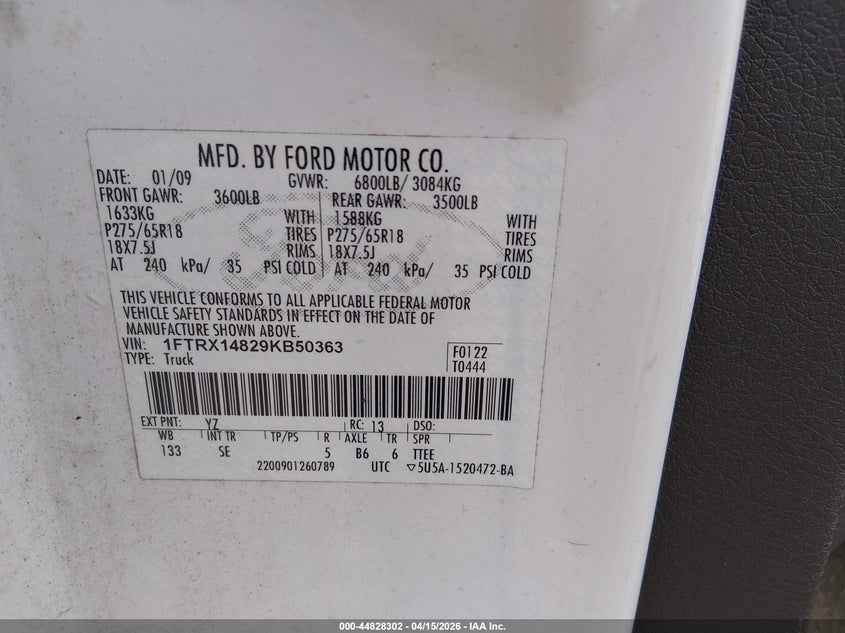 MFD. BY FORD MOTOR CO.
DATE: 01/09 GVWR: 6800LB/ 3084KG
FRONT GAWR: 3600LB REAR GAWR: 3500LB
1633KG WITH 1588KG WITH
P275/65R18 TIRES P275/65R18 TIRES
18X7.5J RIMS 18X7.5J RIMS
AT 240 kPa/ 35 PSI COLD AT 240 kPa/ 35 PSI COLD
Ford
THIS VEHICLE CONFORMS TO ALL APPLICABLE FEDERAL MOTOR
VEHICLE SAFETY STANDARDS IN EFFECT ON THE DATE OF
MANUFACTURE SHOWN ABOVE.
VIN: 1FTRX14829KB50363 F0122
TYPE: Truck T0444
EXT PNT: YZ RC: 13 DSO:
WB INT TR TP/PS R AXLE TR SPR
133 SE 5 B6 6 TTEE
2200901260789 UTC ▽5U5A-1520472-BA
000-44828302 - 04/15/2026 - IAA Inc.